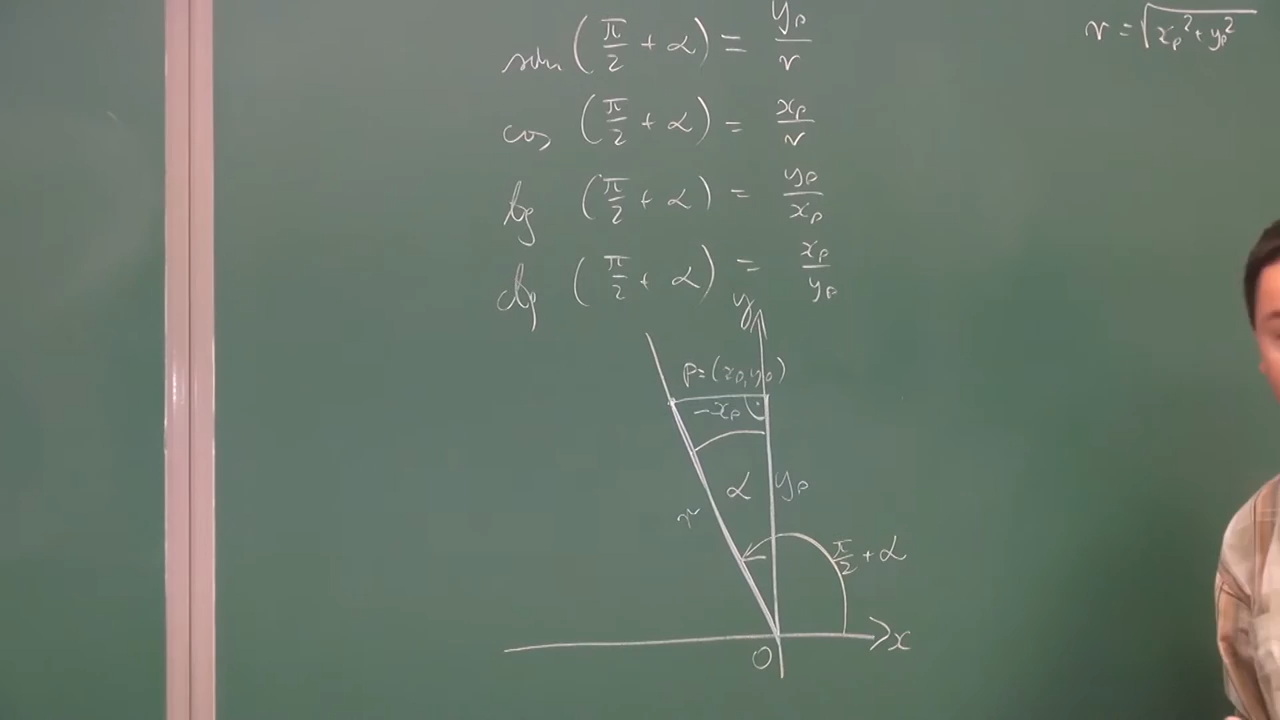 sin (π/2 + α) = y_P/r
r = √(x_P² + y_P²)
cos (π/2 + α) = x_P/r
tg (π/2 + α) = y_P/x_P
ctg (π/2 + α) = x_P/y_P
y
P=(x_P, y_P)
-x_P
α
y_P
r
π/2 + α
x
O